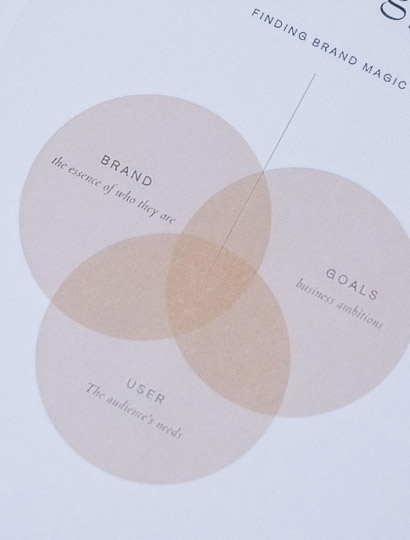 FINDING BRAND MAGIC
BRAND
the essence of who they are
GOALS
business ambitions
USER
The audience's needs